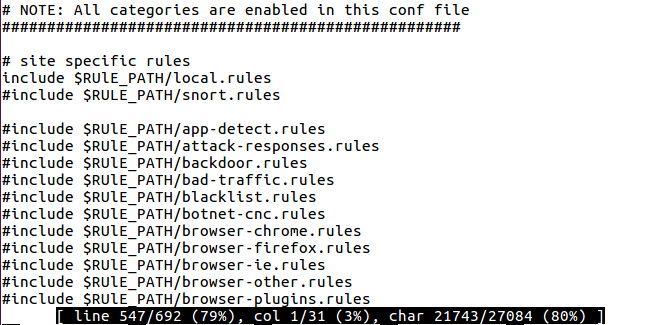 # NOTE: All categories are enabled in this conf file
###################################################

# site specific rules
include $RUlE_PATH/local.rules
#include $RULE_PATH/snort.rules

#include $RUlE_PATH/app-detect.rules
#include $RUlE_PATH/attack-responses.rules
#include $RUlE_PATH/backdoor.rules
#include $RUlE_PATH/bad-traffic.rules
#include $RUlE_PATH/blacklist.rules
#include $RUlE_PATH/botnet-cnc.rules
#include $RUlE_PATH/browser-chrome.rules
#include $RUlE_PATH/browser-firefox.rules
#include $RUlE_PATH/browser-ie.rules
#include $RUlE_PATH/browser-other.rules
#include $RUlE_PATH/browser-plugins.rules
[ line 547/692 (79%), col 1/31 (3%), char 21743/27084 (80%) ]